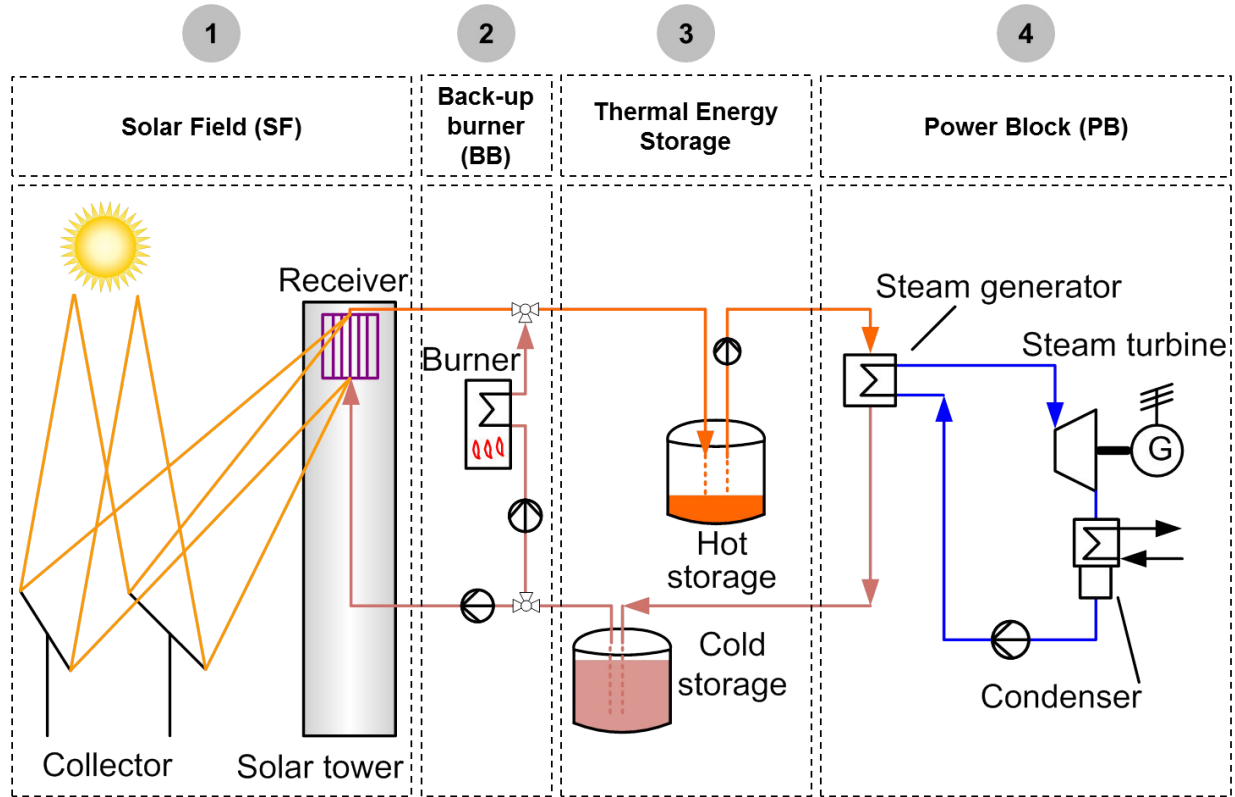 1
2
3
4
Solar Field (SF)
Back-up
burner
(BB)
Thermal Energy
Storage
Power Block (PB)
Receiver
Burner
Steam generator
Steam turbine
G
Hot
storage
Cold
storage
Condenser
Collector
Solar tower